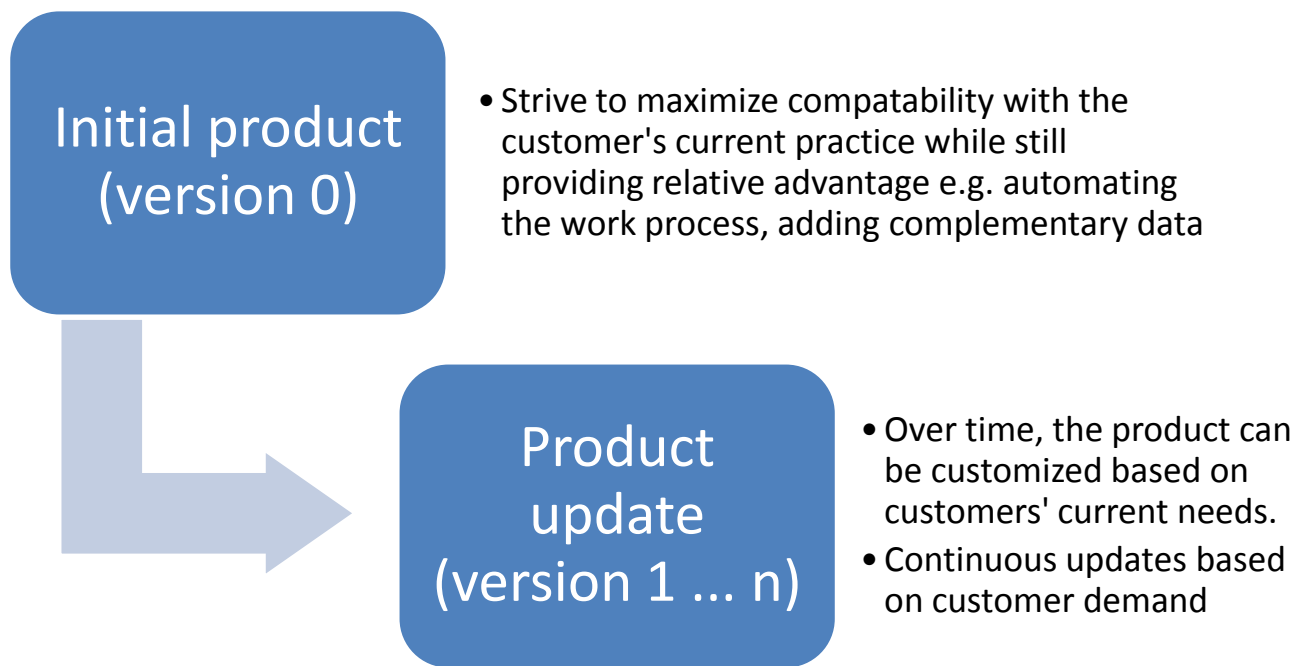 Initial product
(version 0)
• Strive to maximize compatability with the
customer's current practice while still
providing relative advantage e.g. automating
the work process, adding complementary data
Product
update
(version 1 ... n)
• Over time, the product can
be customized based on
customers' current needs.
• Continuous updates based
on customer demand